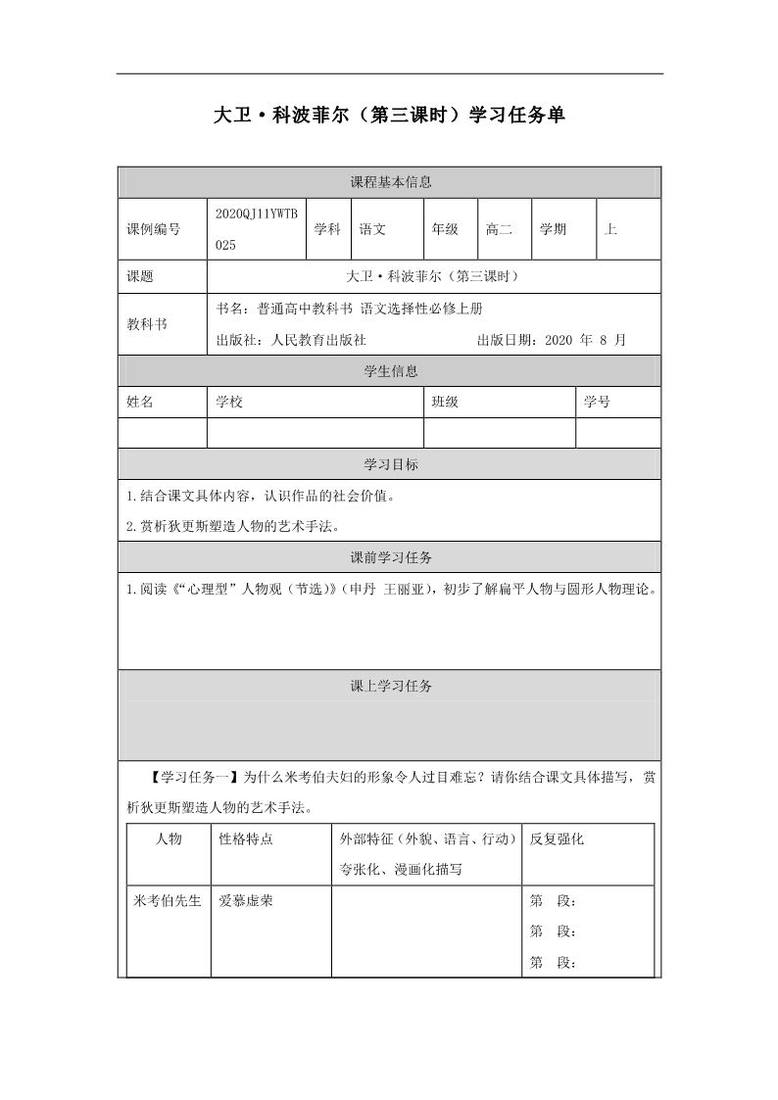 大卫·科波菲尔（第三课时）学习任务单
课程基本信息
课例编号 2020QJ11YWTB025 学科 语文 年级 高二 学期 上
课题 大卫·科波菲尔（第三课时）
教科书 书名：普通高中教科书 语文选择性必修上册
出版社：人民教育出版社 出版日期：2020 年 8 月
学生信息
姓名 学校 班级 学号
学习目标
1.结合课文具体内容，认识作品的社会价值。
2.赏析狄更斯塑造人物的艺术手法。
课前学习任务
1.阅读《“心理型”人物观（节选）》（申丹 王丽亚），初步了解扁平人物与圆形人物理论。
课上学习任务
【学习任务一】为什么米考伯夫妇的形象令人过目难忘？请你结合课文具体描写，赏
析狄更斯塑造人物的艺术手法。
人物 性格特点 外部特征（外貌、语言、行动） 反复强化
夸张化、漫画化描写
米考伯先生 爱慕虚荣 第 段：
第 段：
第 段：